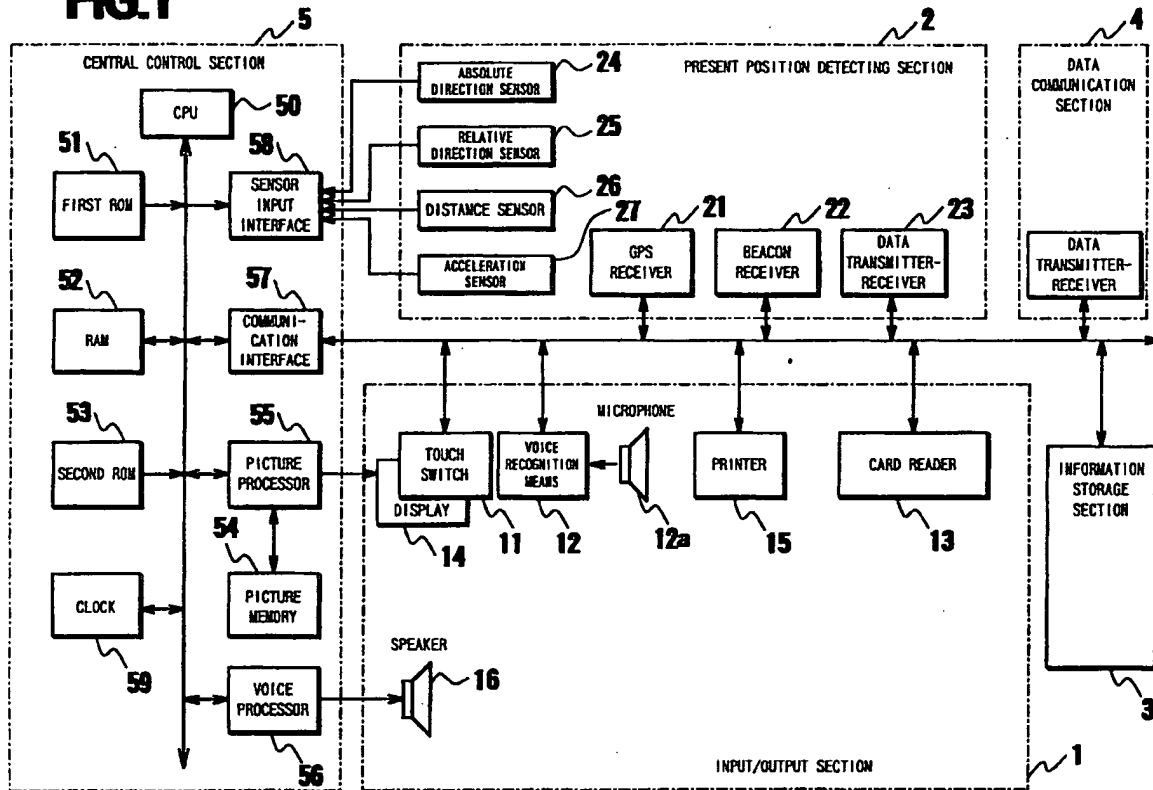 FIG.1
5
CENTRAL CONTROL SECTION
CPU
50
51
FIRST ROM
58
SENSOR
INPUT
INTERFACE
52
RAM
57
COMMUNI-
CATION
INTERFACE
53
SECOND ROM
55
PICTURE
PROCESSOR
54
PICTURE
MEMORY
CLOCK
59
VOICE
PROCESSOR
56
2
PRESENT POSITION DETECTING SECTION
ABSOLUTE
DIRECTION SENSOR
24
RELATIVE
DIRECTION SENSOR
25
DISTANCE SENSOR
26
ACCELERATION
SENSOR
27
GPS
RECEIVER
21
BEACON
RECEIVER
22
DATA
TRANSMITTER-
RECEIVER
23
4
DATA
COMMUNICATION
SECTION
DATA
TRANSMITTER-
RECEIVER
TOUCH
SWITCH
11
DISPLAY
14
VOICE
RECOGNITION
MEANS
12
MICROPHONE
12a
PRINTER
15
CARD READER
13
INFORMATION
STORAGE
SECTION
3
SPEAKER
16
INPUT/OUTPUT SECTION
1